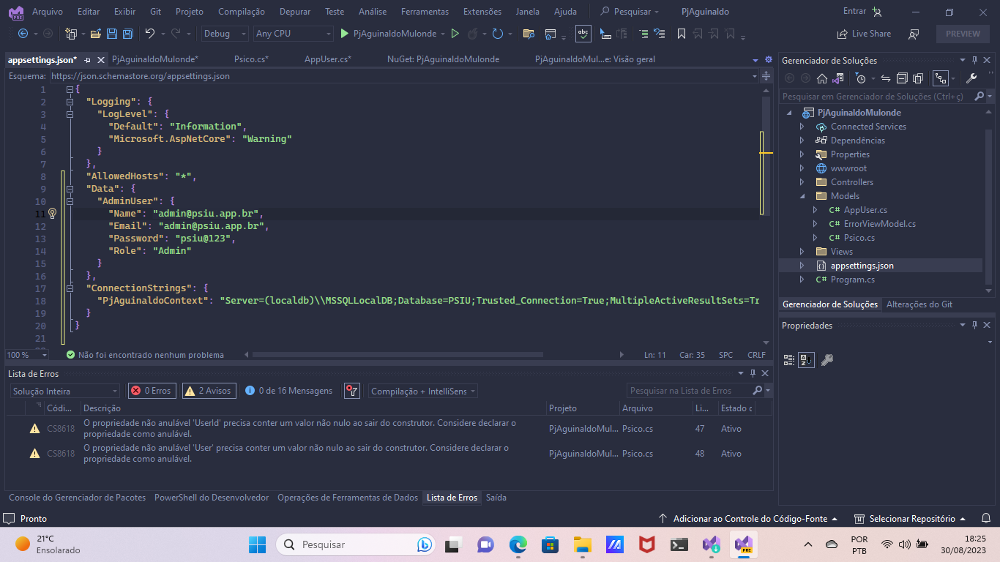 Arquivo Editar Exibir Git Projeto Compilação Depurar Teste Análise Ferramentas Extensões Janela Ajuda Pesquisar PjAguinaldo Entrar
Debug Any CPU PjAguinaldoMulonde Live Share PREVIEW
appsettings.json* PjAguinaldoMulonde* Psico.cs* AppUser.cs* NuGet: PjAguinaldoMulonde PjAguinaldoMul...e: Visão geral
Esquema: https://json.schemastore.org/appsettings.json
1 {
2 "Logging": {
3 "LogLevel": {
4 "Default": "Information",
5 "Microsoft.AspNetCore": "Warning"
6 }
7 },
8 "AllowedHosts": "*",
9 "Data": {
10 "AdminUser": {
11 "Name": "admin@psiu.app.br",
12 "Email": "admin@psiu.app.br",
13 "Password": "psiu@123",
14 "Role": "Admin"
15 }
16 },
17 "ConnectionStrings": {
18 "PjAguinaldoContext": "Server=(localdb)\\MSSQLLocalDB;Database=PSIU;Trusted_Connection=True;MultipleActiveResultSets=Tr
19 }
20 }
21
100 % Não foi encontrado nenhum problema Ln: 11 Car: 35 SPC CRLF
Gerenciador de Soluções
Pesquisar em Gerenciador de Soluções (Ctrl+ç)
PjAguinaldoMulonde
Connected Services
Dependências
Properties
wwwroot
Controllers
Models
C# AppUser.cs
C# ErrorViewModel.cs
C# Psico.cs
Views
appsettings.json
C# Program.cs
Gerenciador de Soluções Alterações do Git
Propriedades
Lista de Erros
Solução Inteira 0 Erros 2 Avisos 0 de 16 Mensagens Compilação + IntelliSens Pesquisar na Lista de Erros
Códi... Descrição Projeto Arquivo Li... Estado c
CS8618 O propriedade não anulável 'UserId' precisa conter um valor não nulo ao sair do construtor. Considere declarar o propriedade como anulável. PjAguinaldoMul... Psico.cs 47 Ativo
CS8618 O propriedade não anulável 'User' precisa conter um valor não nulo ao sair do construtor. Considere declarar o propriedade como anulável. PjAguinaldoMul... Psico.cs 48 Ativo
Console do Gerenciador de Pacotes PowerShell do Desenvolvedor Operações de Ferramentas de Dados Lista de Erros Saída
Pronto Adicionar ao Controle do Código-Fonte Selecionar Repositório
21°C
Ensolarado
Pesquisar
POR
PTB
18:25
30/08/2023